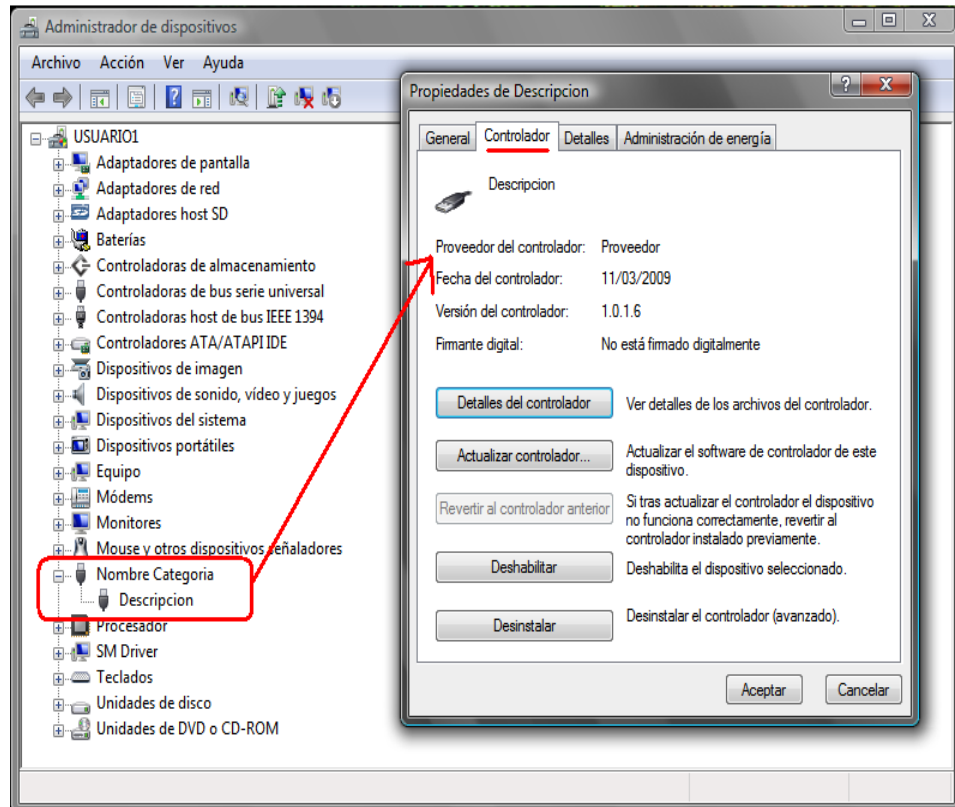 Administrador de dispositivos
Archivo Acción Ver Ayuda
USUARIO1
Adaptadores de pantalla
Adaptadores de red
Adaptadores host SD
Baterías
Controladoras de almacenamiento
Controladoras de bus serie universal
Controladoras host de bus IEEE 1394
Controladores ATA/ATAPI IDE
Dispositivos de imagen
Dispositivos de sonido, vídeo y juegos
Dispositivos del sistema
Dispositivos portátiles
Equipo
Módems
Monitores
Mouse y otros dispositivos señaladores
Nombre Categoria
Descripcion
Procesador
SM Driver
Teclados
Unidades de disco
Unidades de DVD o CD-ROM
Propiedades de Descripcion
General Controlador Detalles Administración de energía
Descripcion
Proveedor del controlador: Proveedor
Fecha del controlador: 11/03/2009
Versión del controlador: 1.0.1.6
Firmante digital: No está firmado digitalmente
Detalles del controlador Ver detalles de los archivos del controlador.
Actualizar controlador... Actualizar el software de controlador de este
dispositivo.
Revertir al controlador anterior Si tras actualizar el controlador el dispositivo
no funciona correctamente, revertir al
controlador instalado previamente.
Deshabilitar Deshabilita el dispositivo seleccionado.
Desinstalar Desinstalar el controlador (avanzado).
Aceptar Cancelar